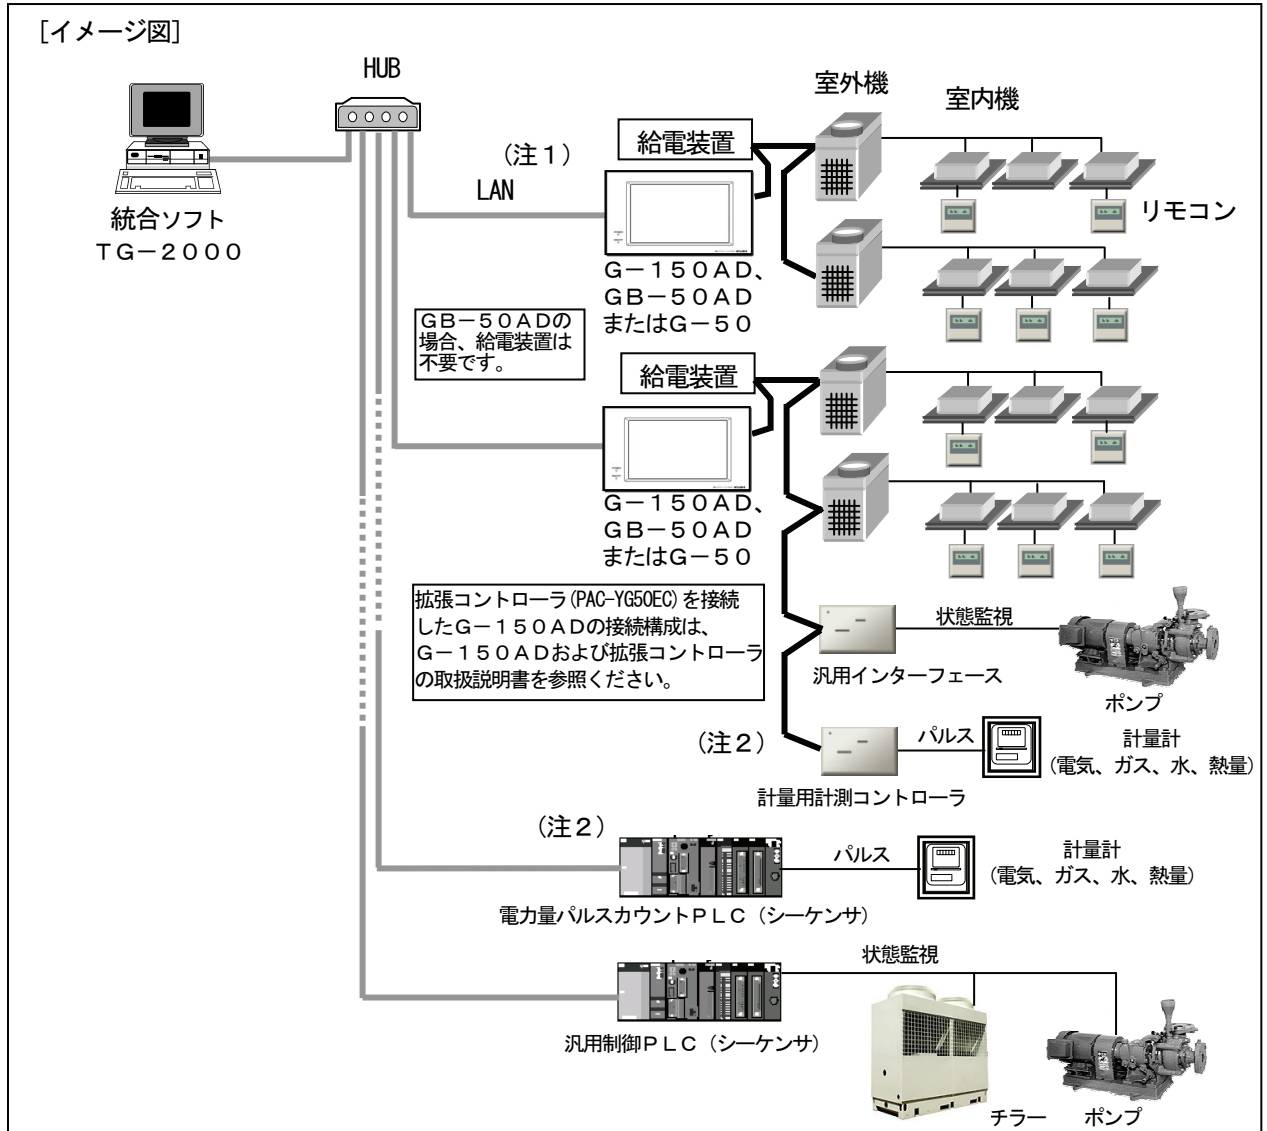 ［イメージ図］
HUB
室外機
室内機
給電装置
（注１）
LAN
統合ソフト
ＴＧ－２０００
リモコン
Ｇ－１５０ＡＤ、
ＧＢ－５０ＡＤ
またはＧ－５０
ＧＢ－５０ＡＤの
場合、給電装置は
不要です。
給電装置
Ｇ－１５０ＡＤ、
ＧＢ－５０ＡＤ
またはＧ－５０
拡張コントローラ(PAC-YG50EC)を接続
したＧ－１５０ＡＤの接続構成は、
Ｇ－１５０ＡＤおよび拡張コントローラ
の取扱説明書を参照ください。
状態監視
汎用インターフェース
ポンプ
（注２）
パルス
計量計
（電気、ガス、水、熱量）
計量用計測コントローラ
（注２）
パルス
計量計
（電気、ガス、水、熱量）
電力量パルスカウントＰＬＣ（シーケンサ）
状態監視
汎用制御ＰＬＣ（シーケンサ）
チラー
ポンプ